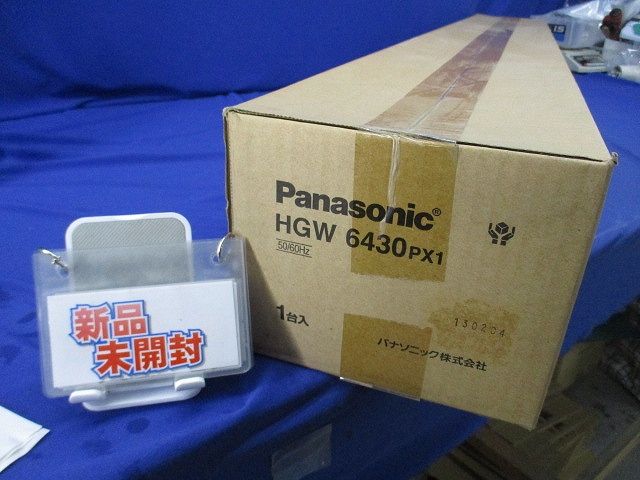 Panasonic®
HGW 6430PX1
50/60Hz
1台入
130204
パナソニック株式会社
新品
未開封